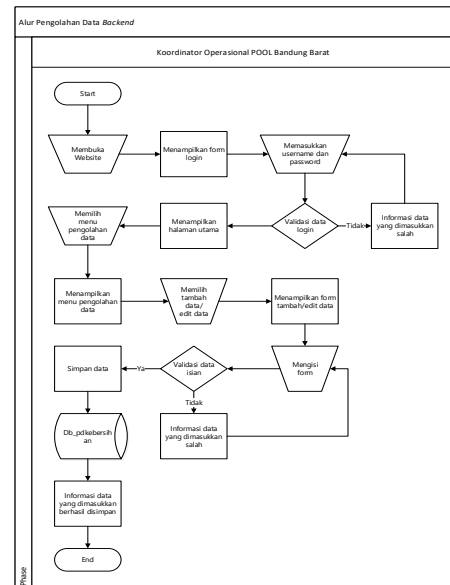 Alur Pengolahan Data Backend
Koordinator Operasional POOL Bandung Barat
Phase
Start
Membuka
Website
Menampilkan form
login
Memasukkan
username dan
password
Validasi data
login
Tidak
Informasi data
yang dimasukkan
salah
Menampilkan
halaman utama
Memilih
menu pengolahan
data
Menampilkan
menu pengolahan
data
Memilih
tambah
data/
edit data
Menampilkan form
tambah/edit data
Mengisi
form
Validasi data
isian
Ya
Tidak
Informasi data
yang dimasukkan
salah
Simpan data
Db_pdkebersih
an
Informasi data
yang dimasukkan
berhasil disimpan
End